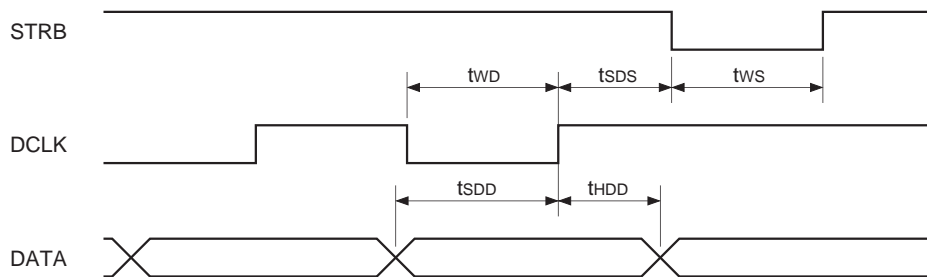 STRB
tWD tSDS tWS
DCLK
tSDD tHDD
DATA